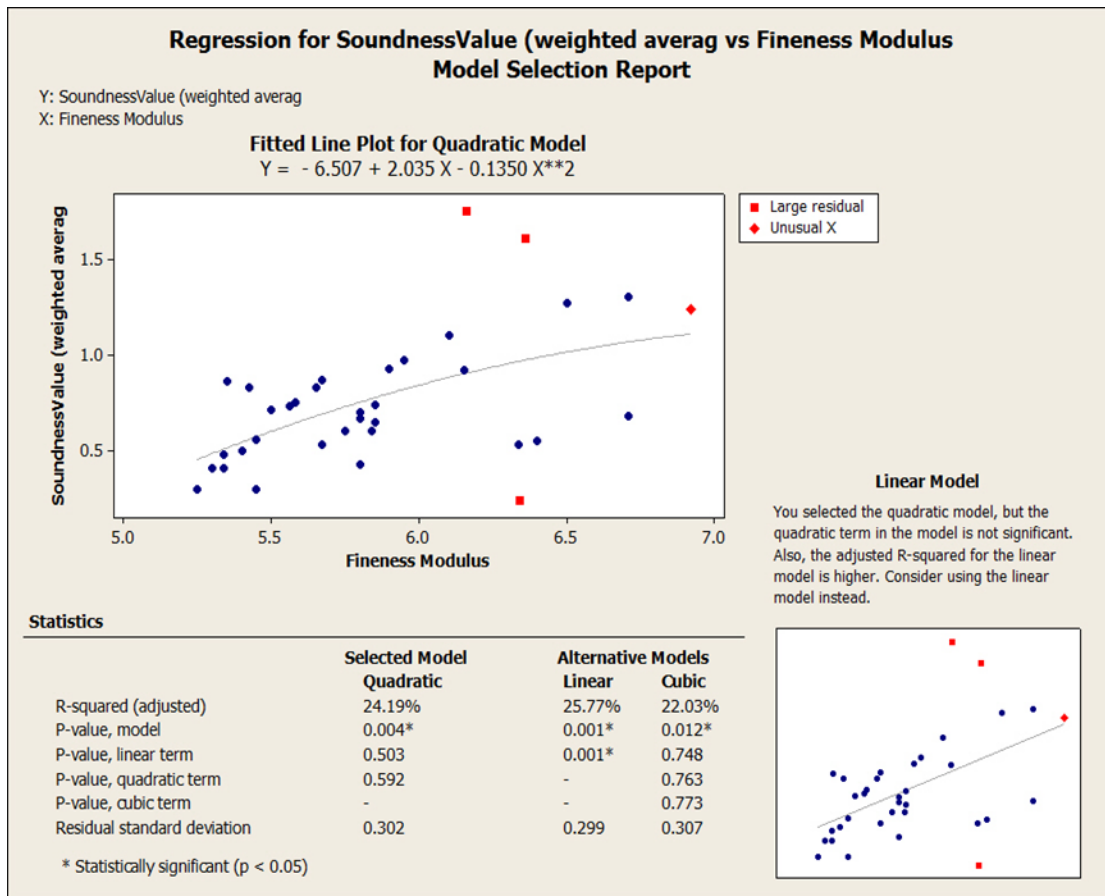 Regression for SoundnessValue (weighted averag vs Fineness Modulus
Model Selection Report
Y: SoundnessValue (weighted averag
X: Fineness Modulus
Fitted Line Plot for Quadratic Model
Y = - 6.507 + 2.035 X - 0.1350 X**2
Large residual
Unusual X
SoundnessValue (weighted averag
1.5
1.0
0.5
5.0 5.5 6.0 6.5 7.0
Fineness Modulus
Linear Model
You selected the quadratic model, but the
quadratic term in the model is not significant.
Also, the adjusted R-squared for the linear
model is higher. Consider using the linear
model instead.
Statistics
Selected Model Alternative Models
Quadratic Linear Cubic
R-squared (adjusted) 24.19% 25.77% 22.03%
P-value, model 0.004* 0.001* 0.012*
P-value, linear term 0.503 0.001* 0.748
P-value, quadratic term 0.592 - 0.763
P-value, cubic term - - 0.773
Residual standard deviation 0.302 0.299 0.307
* Statistically significant (p < 0.05)